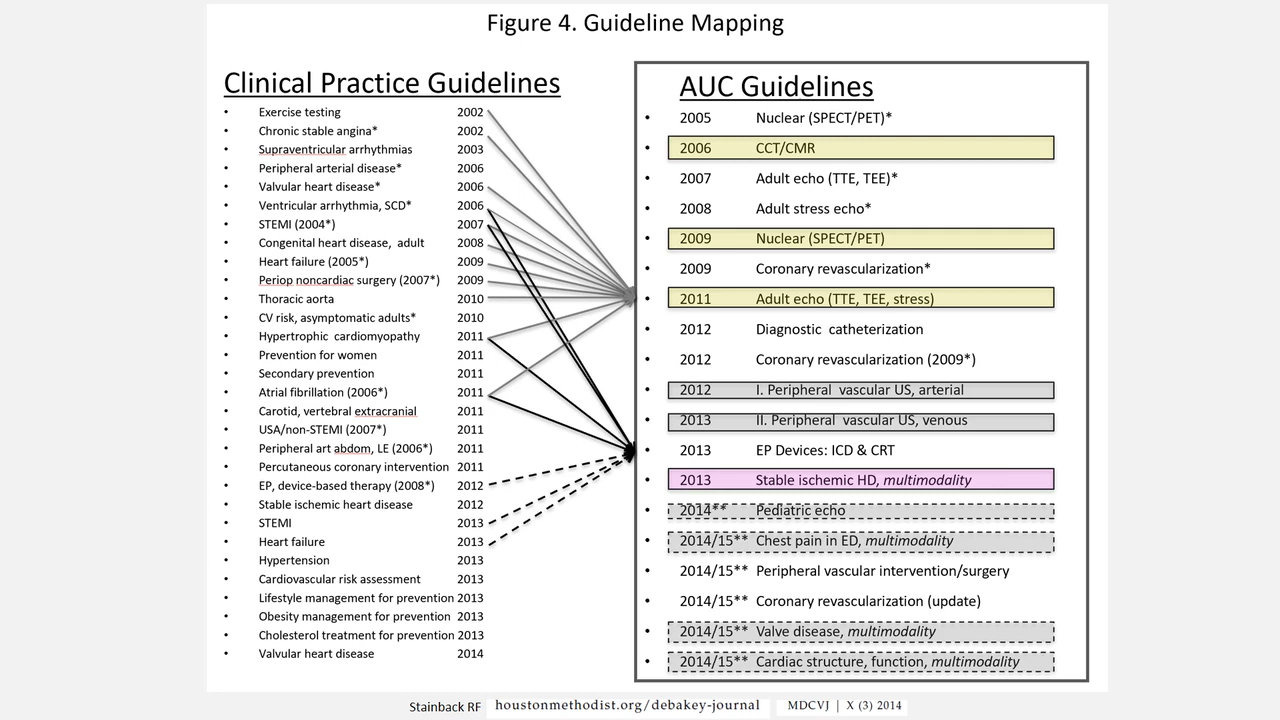 Figure 4. Guideline Mapping
Clinical Practice Guidelines
• Exercise testing 2002
• Chronic stable angina* 2002
• Supraventricular arrhythmias 2003
• Peripheral arterial disease* 2006
• Valvular heart disease* 2006
• Ventricular arrhythmia, SCD* 2006
• STEMI (2004*) 2007
• Congenital heart disease, adult 2008
• Heart failure (2005*) 2009
• Periop noncardiac surgery (2007*) 2009
• Thoracic aorta 2010
• CV risk, asymptomatic adults* 2010
• Hypertrophic cardiomyopathy 2011
• Prevention for women 2011
• Secondary prevention 2011
• Atrial fibrillation (2006*) 2011
• Carotid, vertebral extracranial 2011
• USA/non-STEMI (2007*) 2011
• Peripheral art abdom, LE (2006*) 2011
• Percutaneous coronary intervention 2011
• EP, device-based therapy (2008*) 2012
• Stable ischemic heart disease 2012
• STEMI 2013
• Heart failure 2013
• Hypertension 2013
• Cardiovascular risk assessment 2013
• Lifestyle management for prevention 2013
• Obesity management for prevention 2013
• Cholesterol treatment for prevention 2013
• Valvular heart disease 2014
AUC Guidelines
• 2005 Nuclear (SPECT/PET)*
• 2006 CCT/CMR
• 2007 Adult echo (TTE, TEE)*
• 2008 Adult stress echo*
• 2009 Nuclear (SPECT/PET)
• 2009 Coronary revascularization*
• 2011 Adult echo (TTE, TEE, stress)
• 2012 Diagnostic catheterization
• 2012 Coronary revascularization (2009*)
• 2012 I. Peripheral vascular US, arterial
• 2013 II. Peripheral vascular US, venous
• 2013 EP Devices: ICD & CRT
• 2013 Stable ischemic HD, multimodality
• 2014** Pediatric echo
• 2014/15** Chest pain in ED, multimodality
• 2014/15** Peripheral vascular intervention/surgery
• 2014/15** Coronary revascularization (update)
• 2014/15** Valve disease, multimodality
• 2014/15** Cardiac structure, function, multimodality
Stainback RF houstonmethodist.org/debakey-journal MDCVJ | X (3) 2014